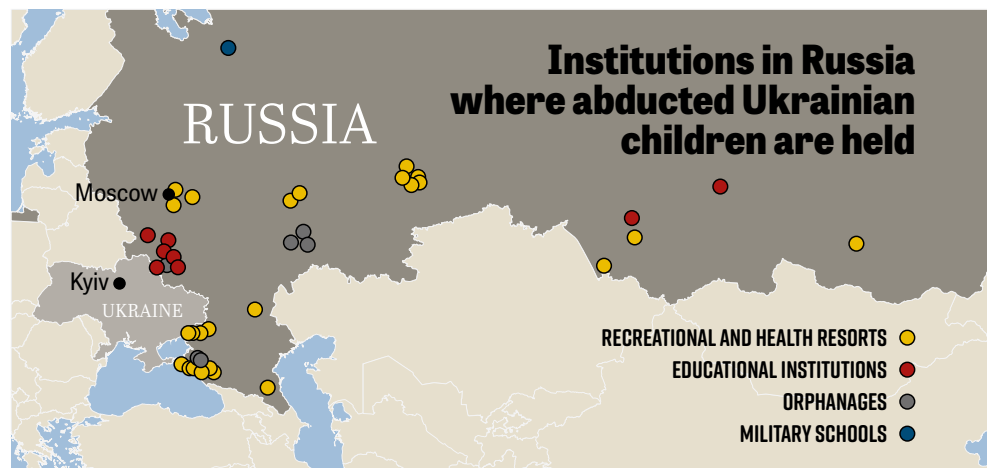 Institutions in Russia
where abducted Ukrainian
children are held
RUSSIA
Moscow
Kyiv
UKRAINE
RECREATIONAL AND HEALTH RESORTS
EDUCATIONAL INSTITUTIONS
ORPHANAGES
MILITARY SCHOOLS